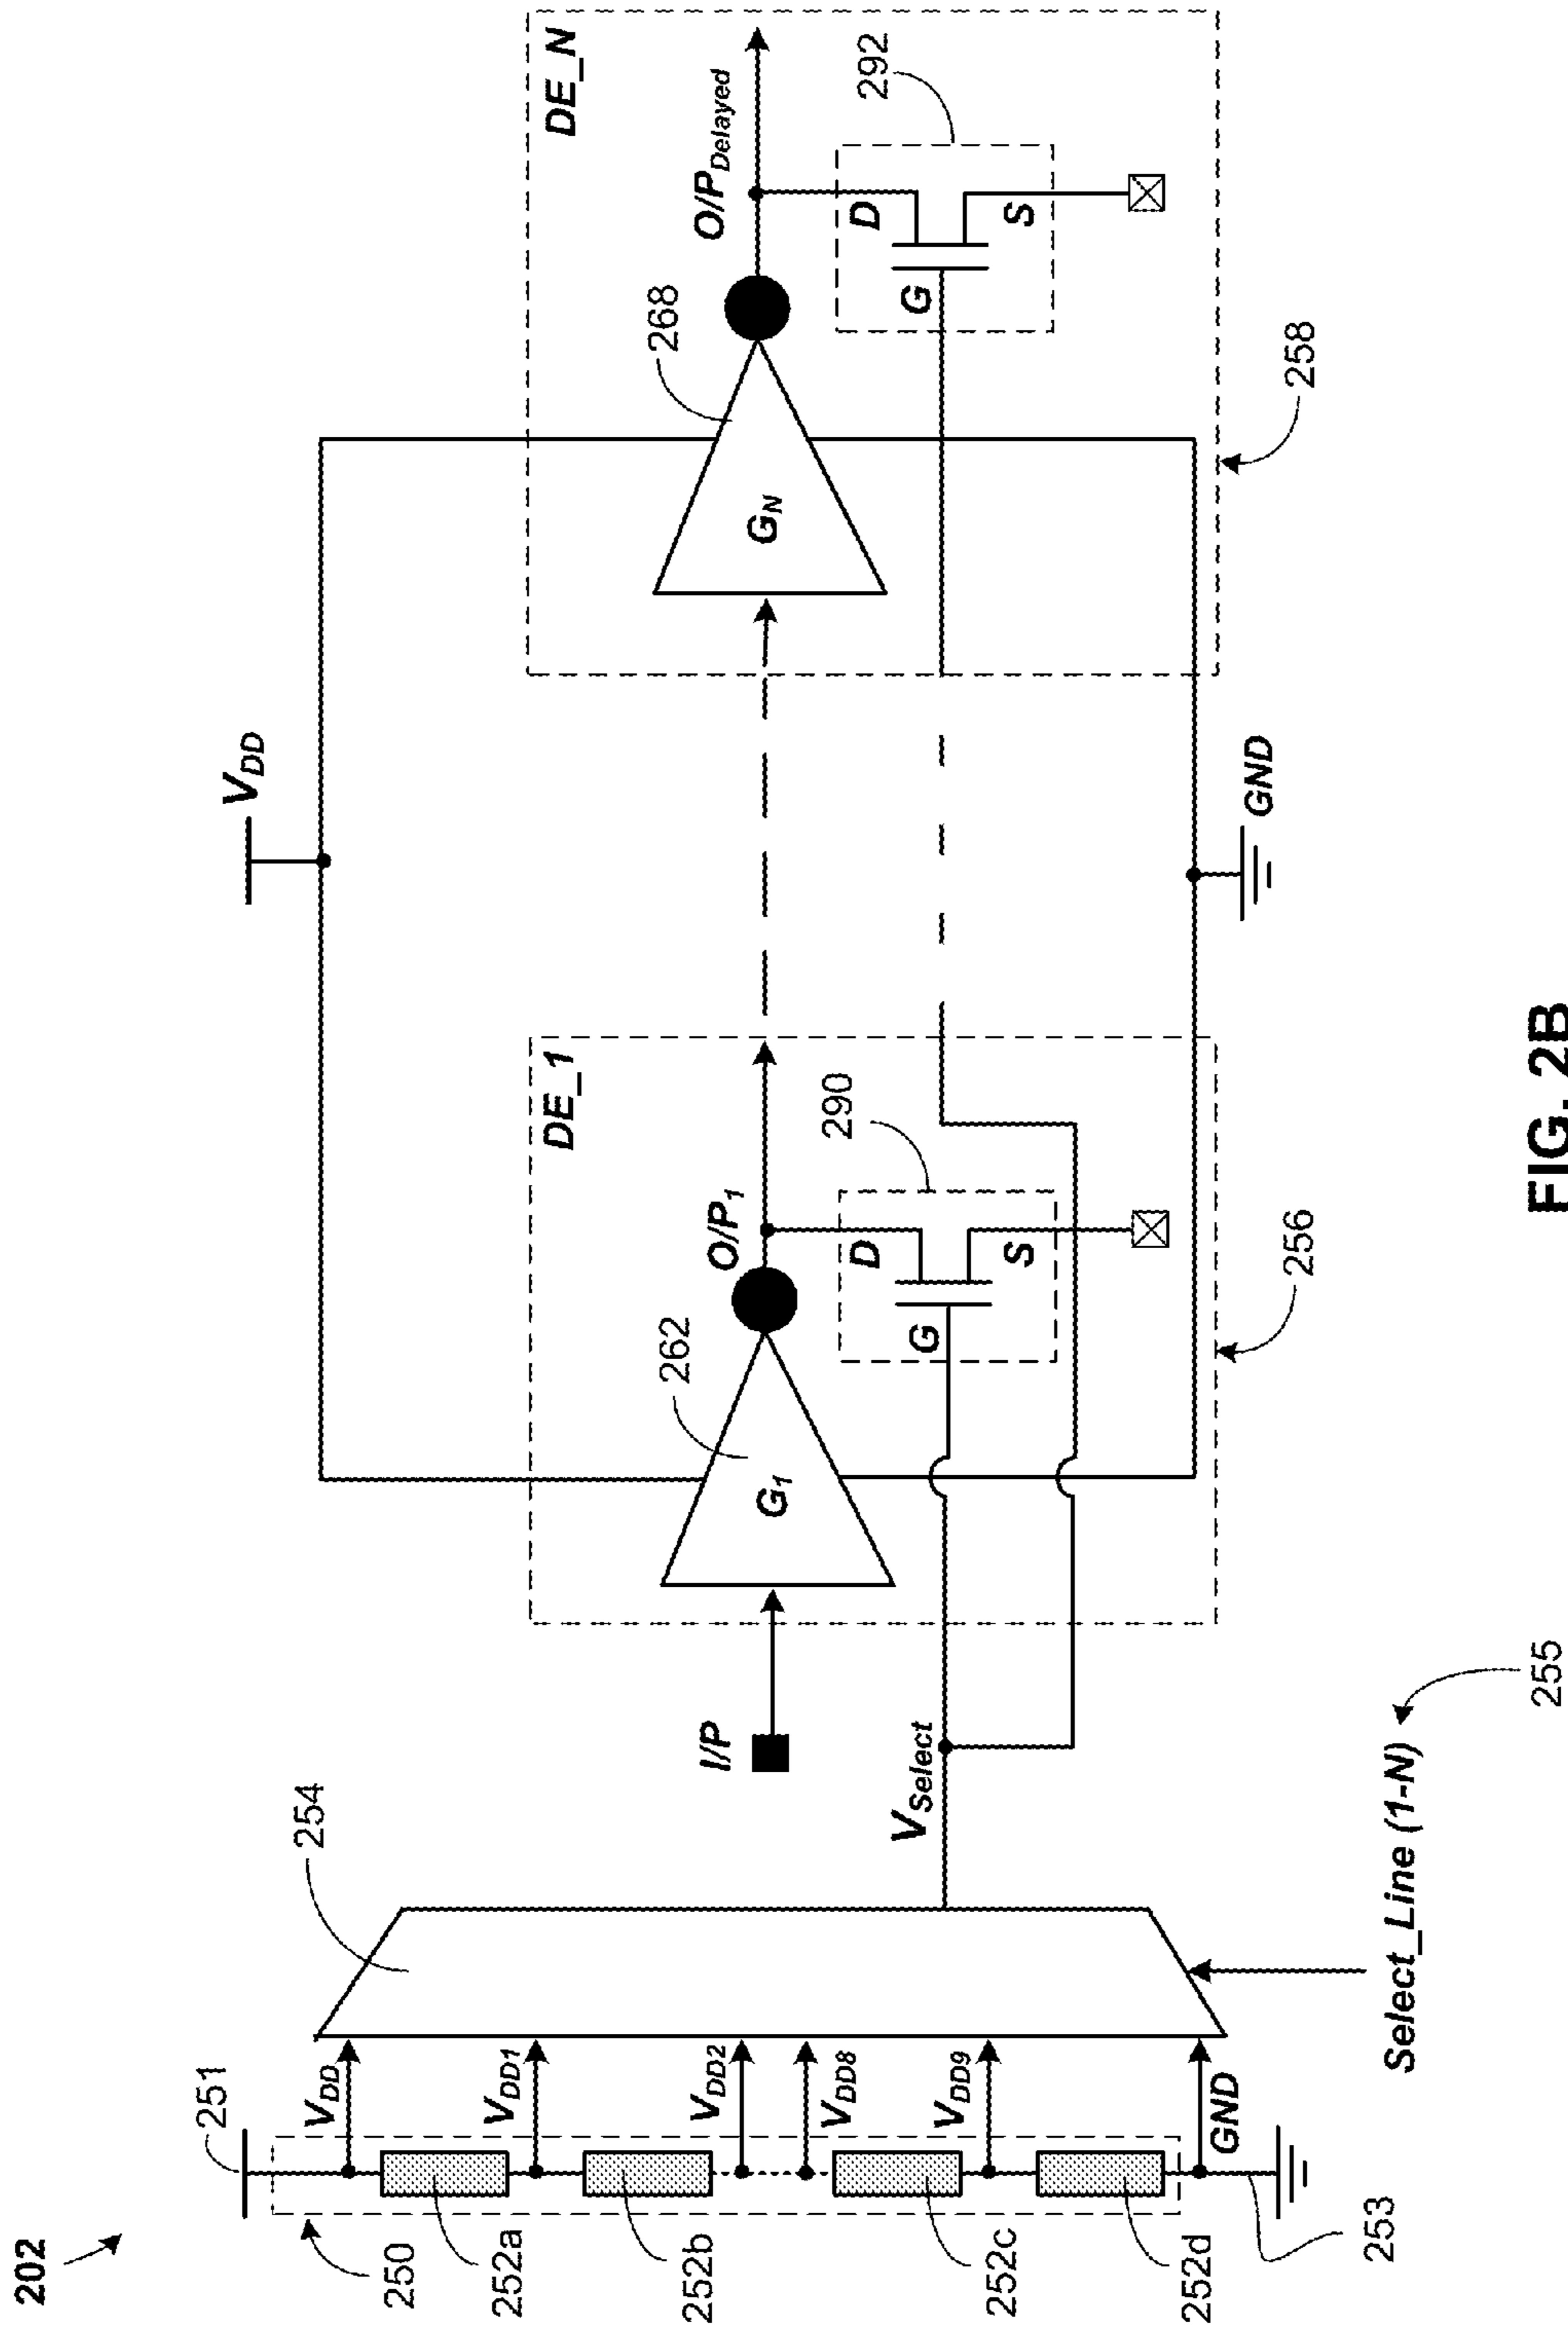 202
251
250
252a
252b
252c
252d
253
V_DD
V_DD1
V_DD2
V_DD8
V_DD9
GND
254
Select_Line (1-N)
255
V_Select
I/P
DE_1
G_1
262
O/P_1
290
D
G
S
256
V_DD
GND
DE_N
G_N
268
O/P_Delayed
292
D
G
S
258
FIG. 2B